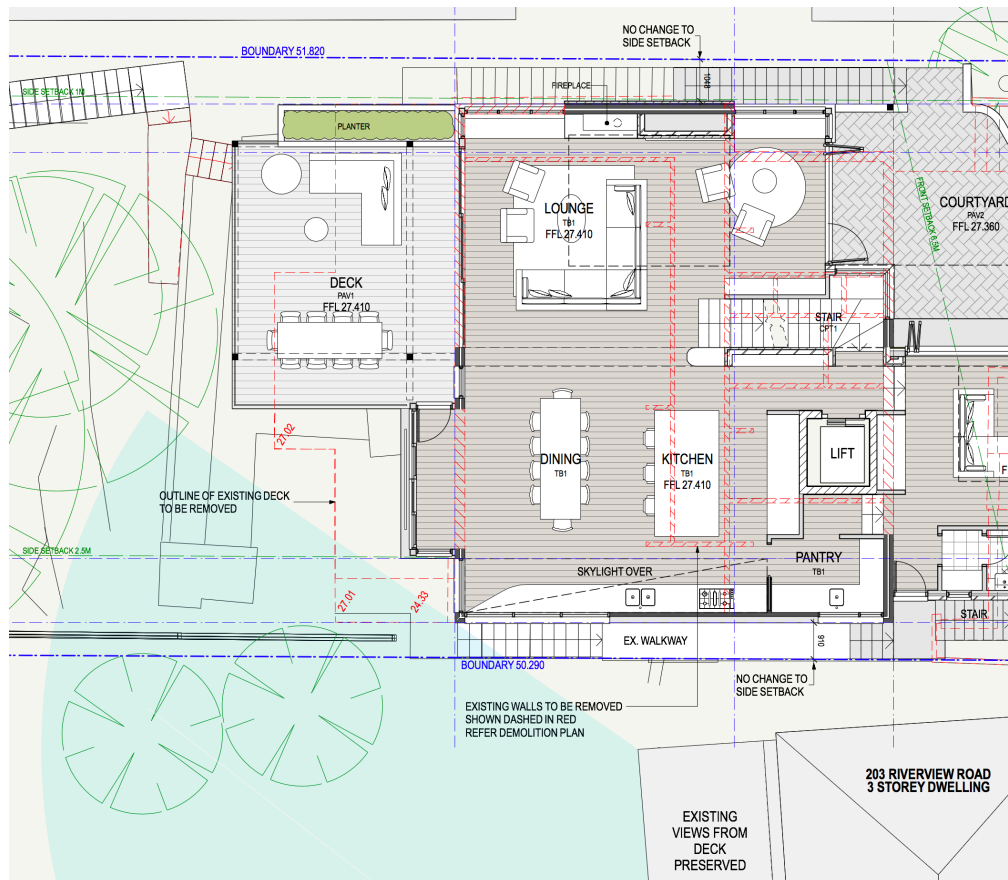 NO CHANGE TO
SIDE SETBACK
BOUNDARY 51.820
SIDE SETBACK 1M
1048
FIREPLACE
PLANTER
LOUNGE
TB1
FFL 27.410
COURTYARD
PAV2
FFL 27.360
FRONT SETBACK 6.5M
DECK
PAV1
FFL 27.410
STAIR
CPT1
27.02
DINING
TB1
KITCHEN
TB1
FFL 27.410
LIFT
F
OUTLINE OF EXISTING DECK
TO BE REMOVED
SIDE SETBACK 2.5M
SKYLIGHT OVER
PANTRY
TB1
27.01
24.33
STAIR
EX. WALKWAY
910
BOUNDARY 50.290
NO CHANGE TO
SIDE SETBACK
EXISTING WALLS TO BE REMOVED
SHOWN DASHED IN RED
REFER DEMOLITION PLAN
203 RIVERVIEW ROAD
3 STOREY DWELLING
EXISTING
VIEWS FROM
DECK
PRESERVED